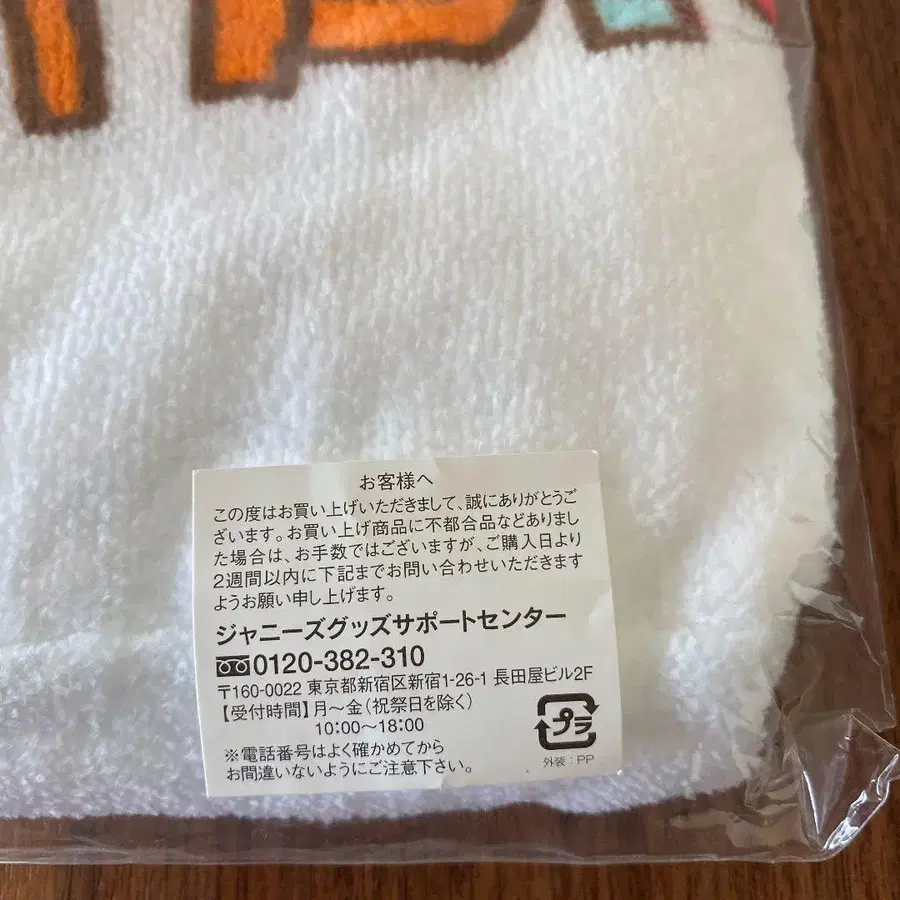 お客様へ
この度はお買い上げいただきまして、誠にありがとうご
ざいます。お買い上げ商品に不都合品などありまし
た場合は、お手数ではございますが、ご購入日より
2週間以内に下記までお問い合わせいただきます
ようお願い申し上げます。
ジャニーズグッズサポートセンター
0120-382-310
〒160-0022 東京都新宿区新宿1-26-1 長田屋ビル2F
【受付時間】月〜金(祝祭日を除く)
10:00〜18:00
※電話番号はよく確かめてから
お間違いないようにご注意下さい。
プラ
外装:PP